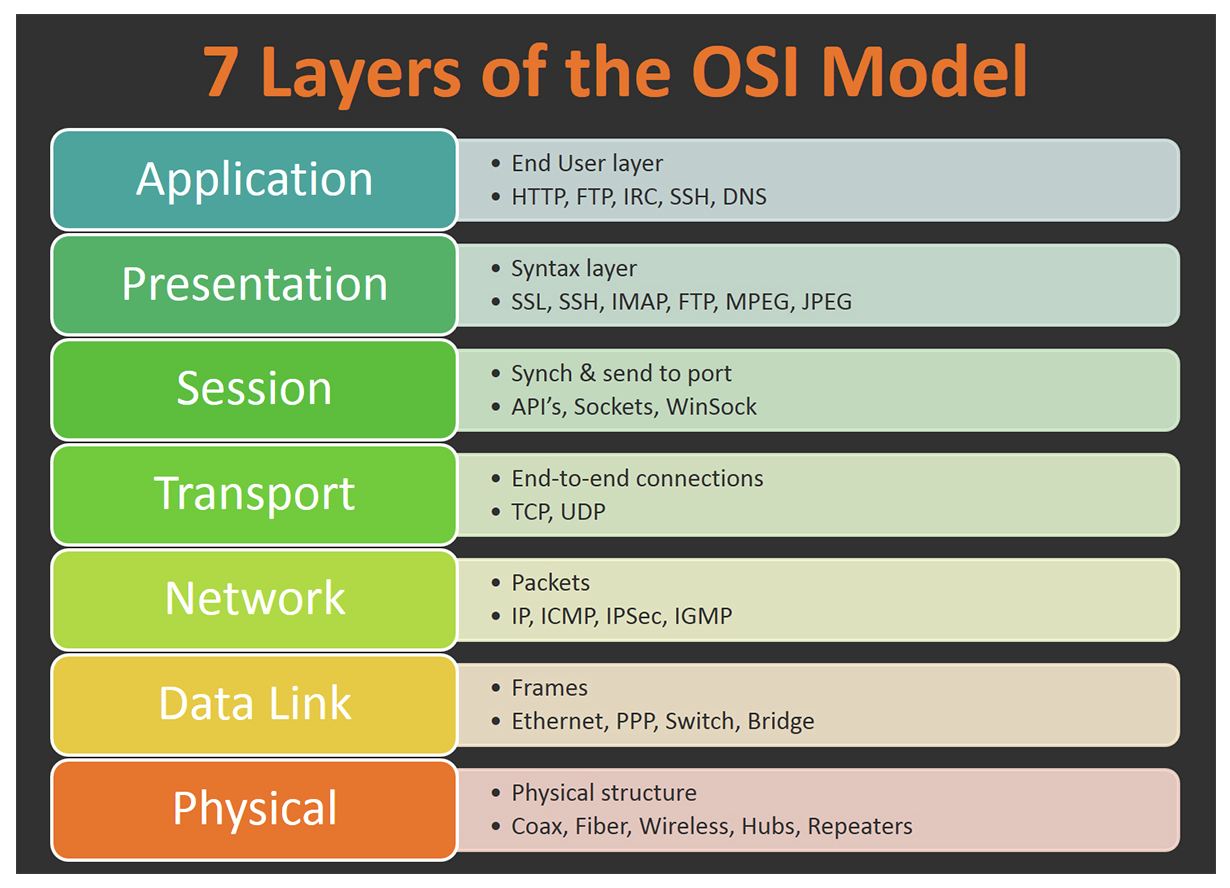 7 Layers of the OSI Model
Application
• End User layer
• HTTP, FTP, IRC, SSH, DNS
Presentation
• Syntax layer
• SSL, SSH, IMAP, FTP, MPEG, JPEG
Session
• Synch & send to port
• API’s, Sockets, WinSock
Transport
• End-to-end connections
• TCP, UDP
Network
• Packets
• IP, ICMP, IPSec, IGMP
Data Link
• Frames
• Ethernet, PPP, Switch, Bridge
Physical
• Physical structure
• Coax, Fiber, Wireless, Hubs, Repeaters